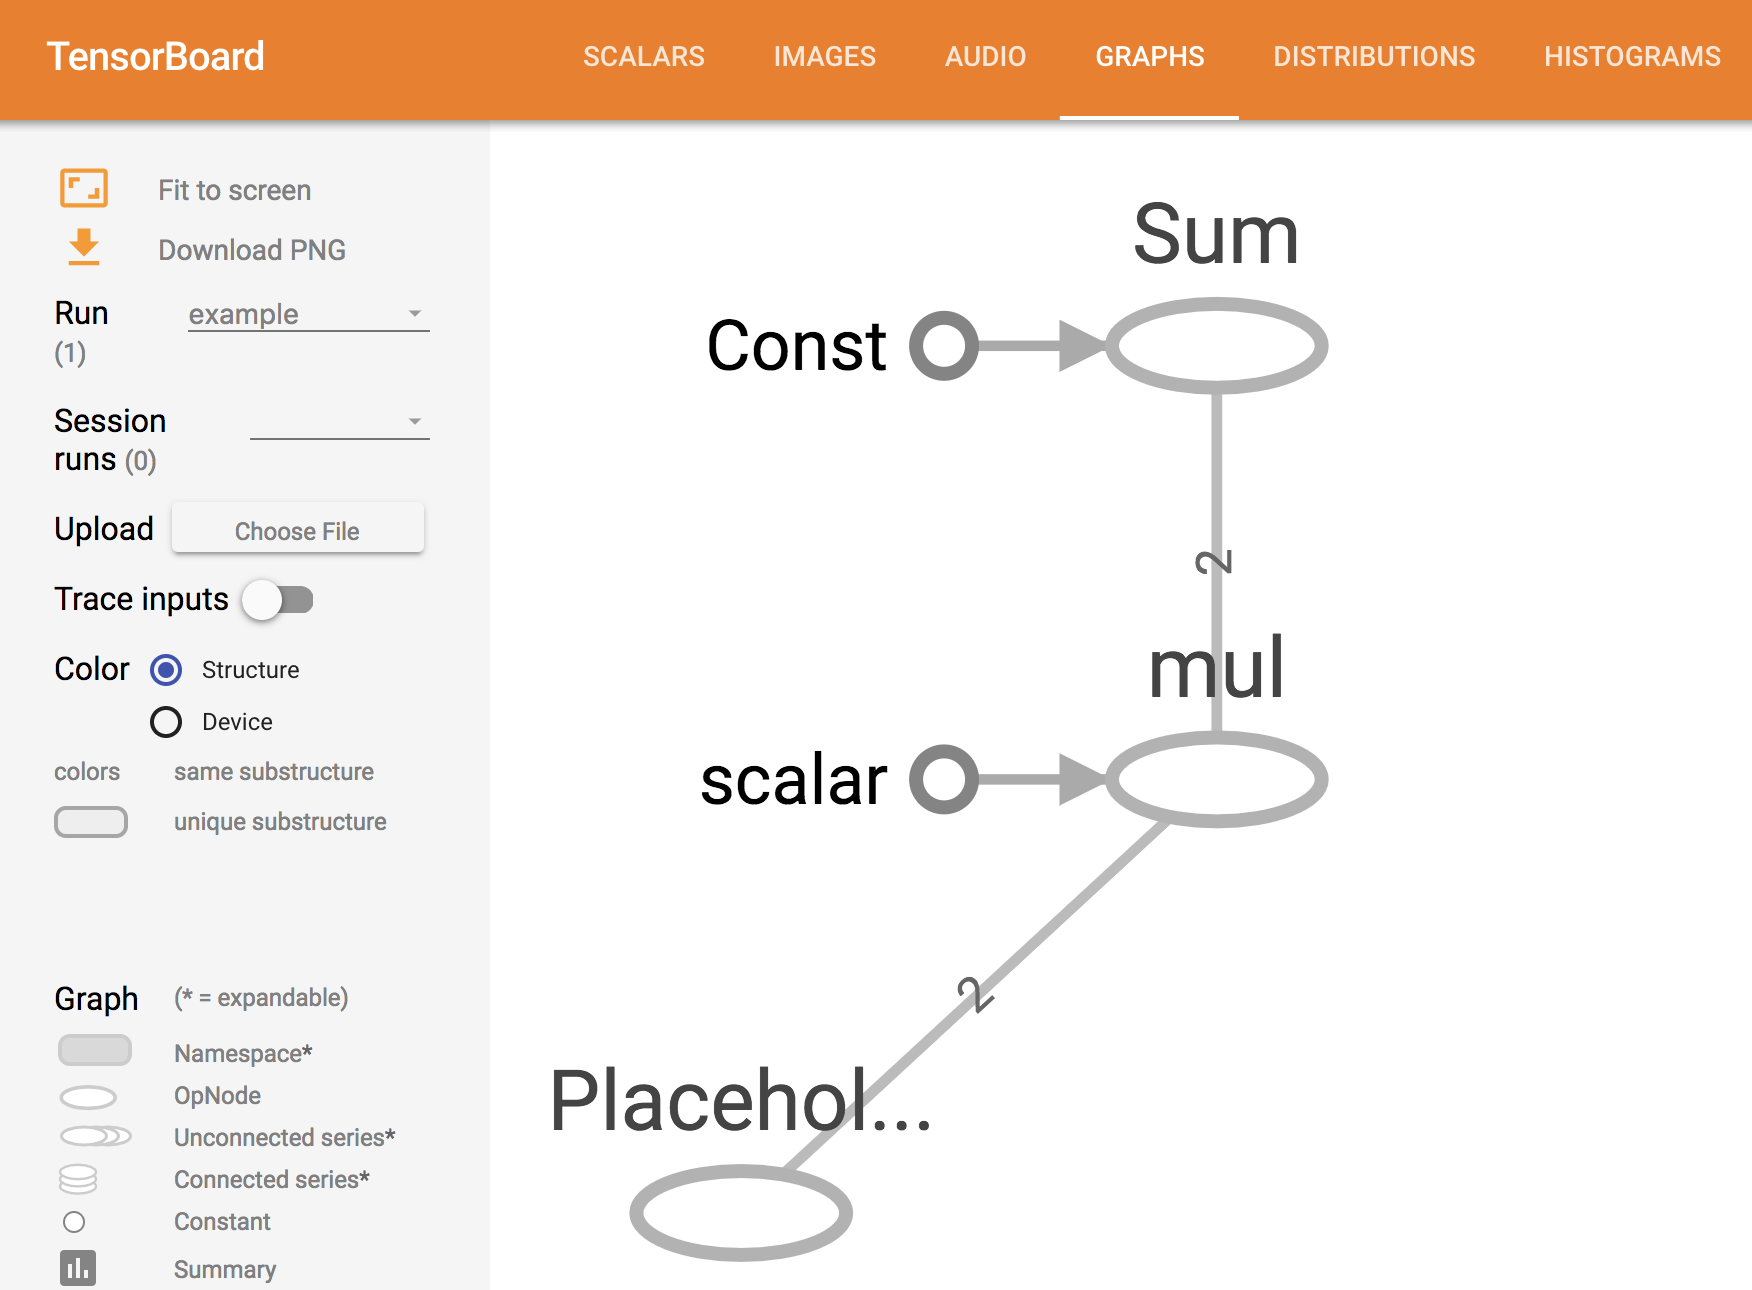 TensorBoard
SCALARS IMAGES AUDIO GRAPHS DISTRIBUTIONS HISTOGRAMS
Fit to screen
Download PNG
Run
(1)
example
Session
runs (0)
Upload Choose File
Trace inputs
Color Structure
Device
colors same substructure
unique substructure
Graph (* = expandable)
Namespace*
OpNode
Unconnected series*
Connected series*
Constant
Summary
Sum
Const
2
mul
scalar
2
Placehol...